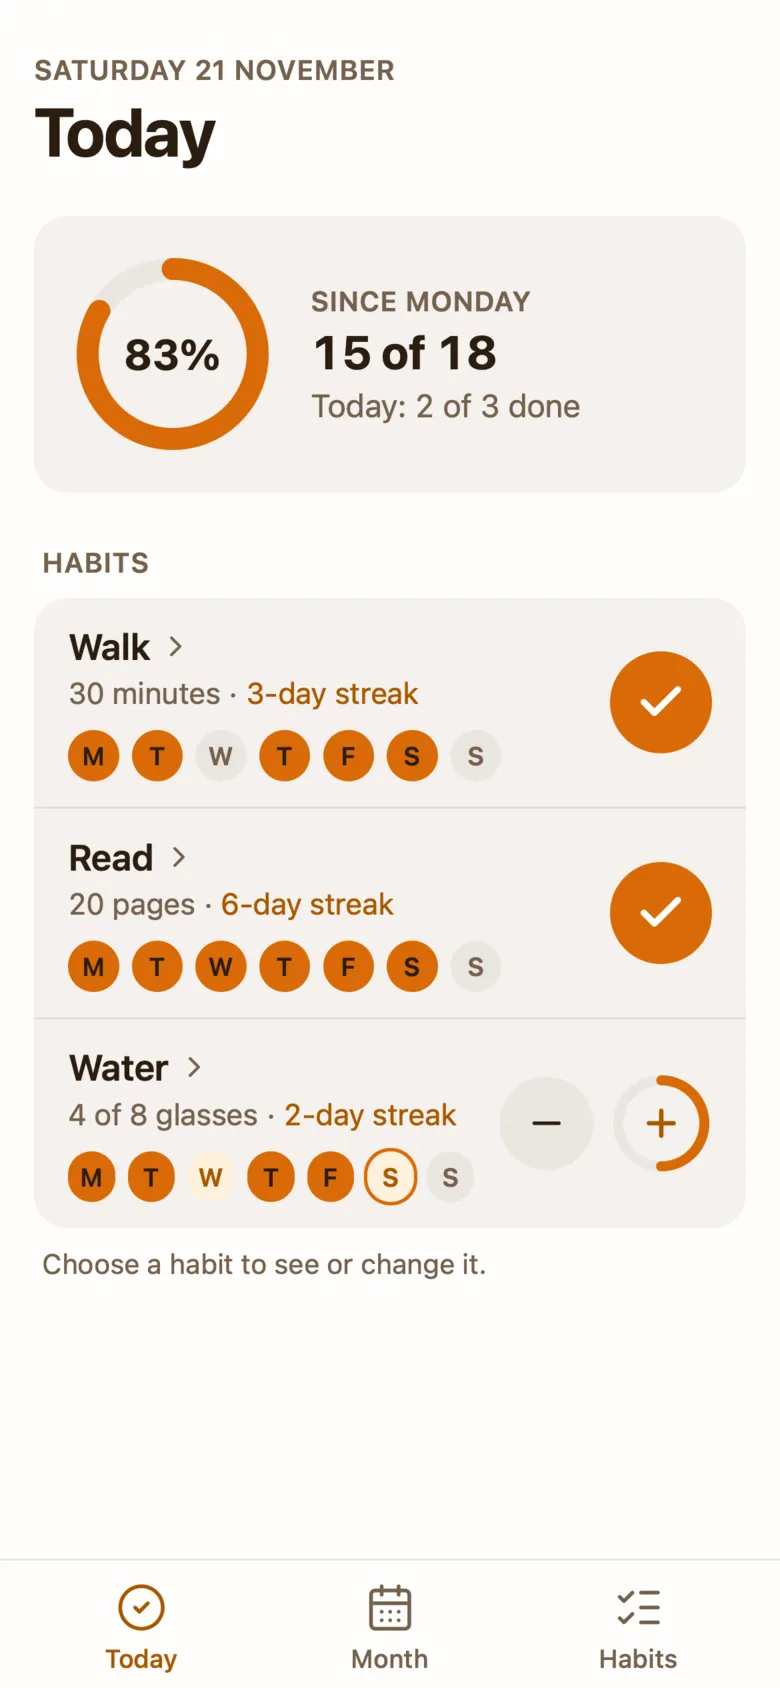 SATURDAY 21 NOVEMBER
Today
83%
SINCE MONDAY
15 of 18
Today: 2 of 3 done
HABITS
Walk
30 minutes · 3-day streak
M T W T F S S
Read
20 pages · 6-day streak
M T W T F S S
Water
4 of 8 glasses · 2-day streak
M T W T F S S
Choose a habit to see or change it.
Today Month Habits